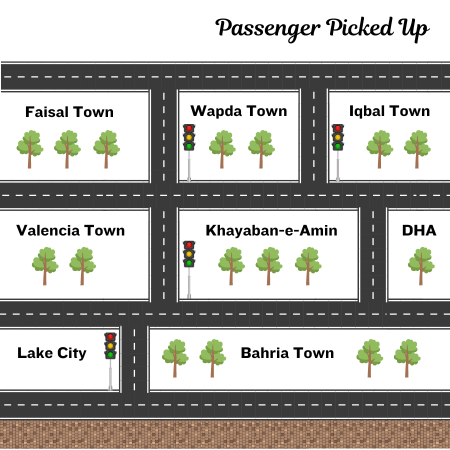 Passenger Picked Up
Faisal Town
Wapda Town
Iqbal Town
Valencia Town
Khayaban-e-Amin
DHA
Lake City
Bahria Town